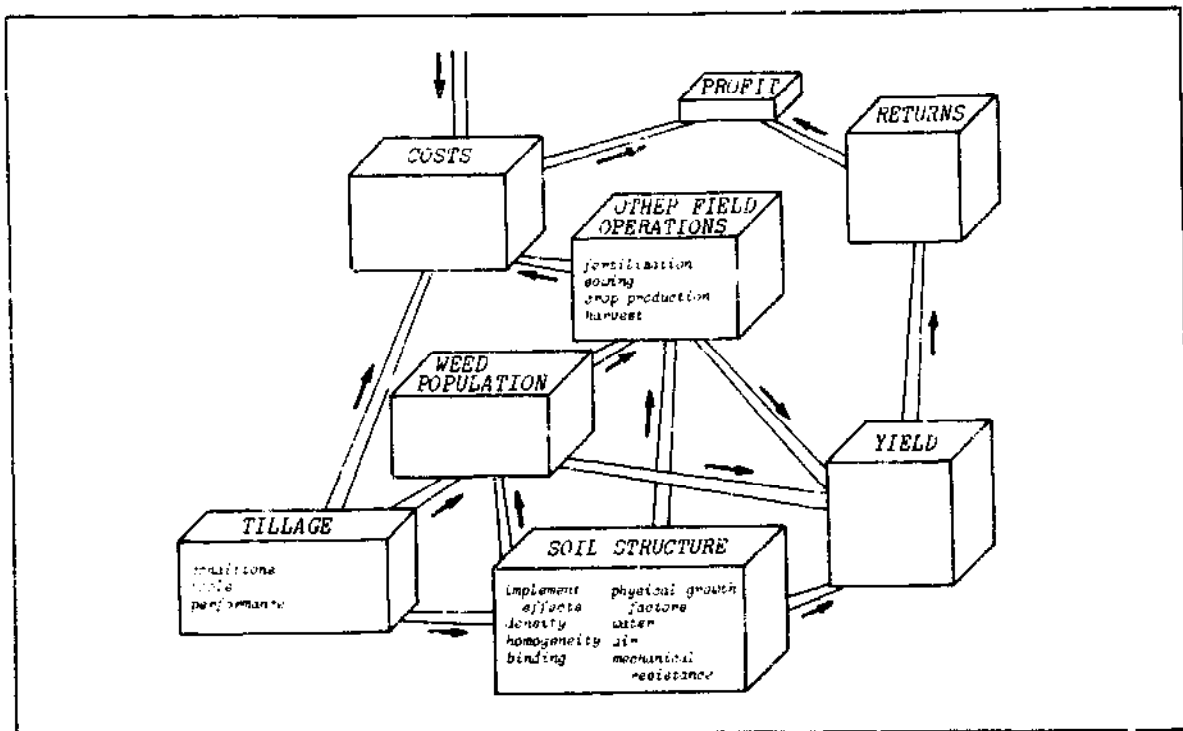 PROFIT
RETURNS
COSTS
OTHER FIELD
OPERATIONS
fertilization
sowing
crop production
harvest
WEED
POPULATION
YIELD
TILLAGE
performance
SOIL STRUCTURE
implement
effects
density
homogeneity
binding
physical growth
factors
water
air
mechanical
resistance